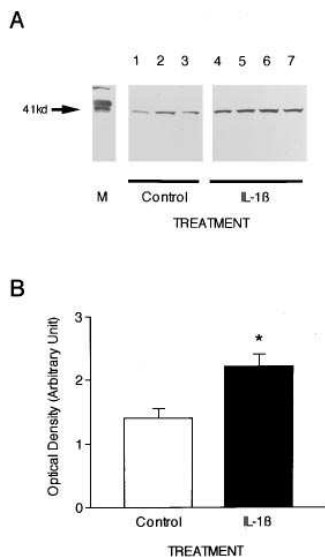 A
1 2 3 4 5 6 7
41kd
M Control IL-1ß
TREATMENT
B
Optical Density (Arbitrary Unit)
3
2
1
0
*
Control IL-1ß
TREATMENT